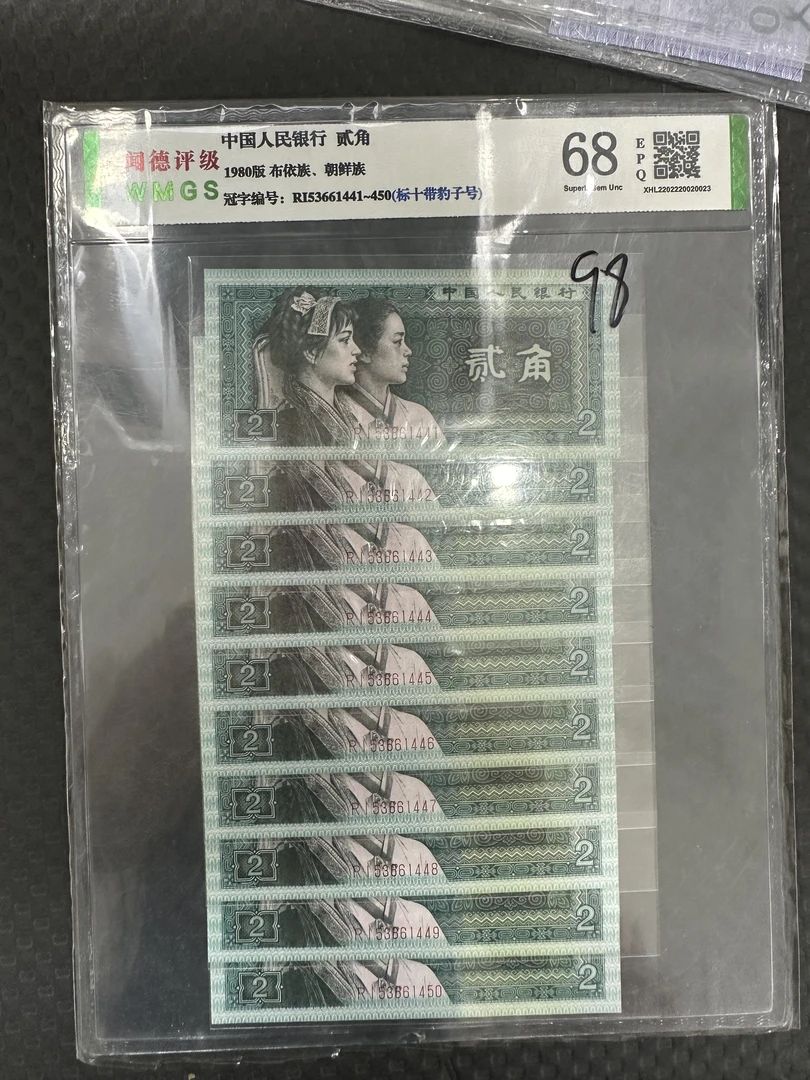 闻德评级
WMGS
中国人民银行 贰角
1980版 布依族、朝鲜族
冠字编号：RI53661441~450(标十带豹子号)
68
EPQ
Superb Gem Unc
XHL2202220020023
98
中国人民银行
贰角
2 RI53661441 2
2 RI53661442 2
2 RI53661443 2
2 RI53661444 2
2 RI53661445 2
2 RI53661446 2
2 RI53661447 2
2 RI53661448 2
2 RI53661449 2
2 RI53661450 2